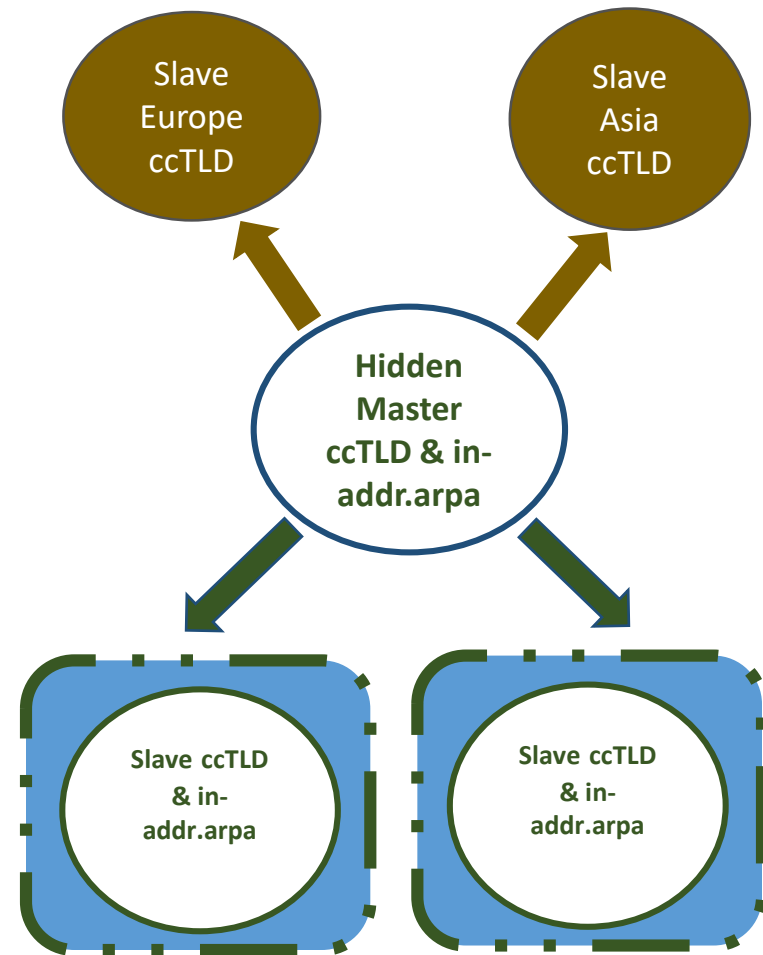 Slave
Europe
ccTLD
Slave
Asia
ccTLD
Hidden
Master
ccTLD & in-
addr.arpa
Slave ccTLD
& in-
addr.arpa
Slave ccTLD
& in-
addr.arpa